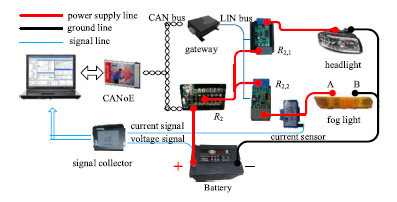 power supply line
ground line
signal line
CAN bus
LIN bus
gateway
R2,1
headlight
CANoE
R2
R2,2
A
B
fog light
current signal
voltage signal
current sensor
signal collector
+
−
Battery